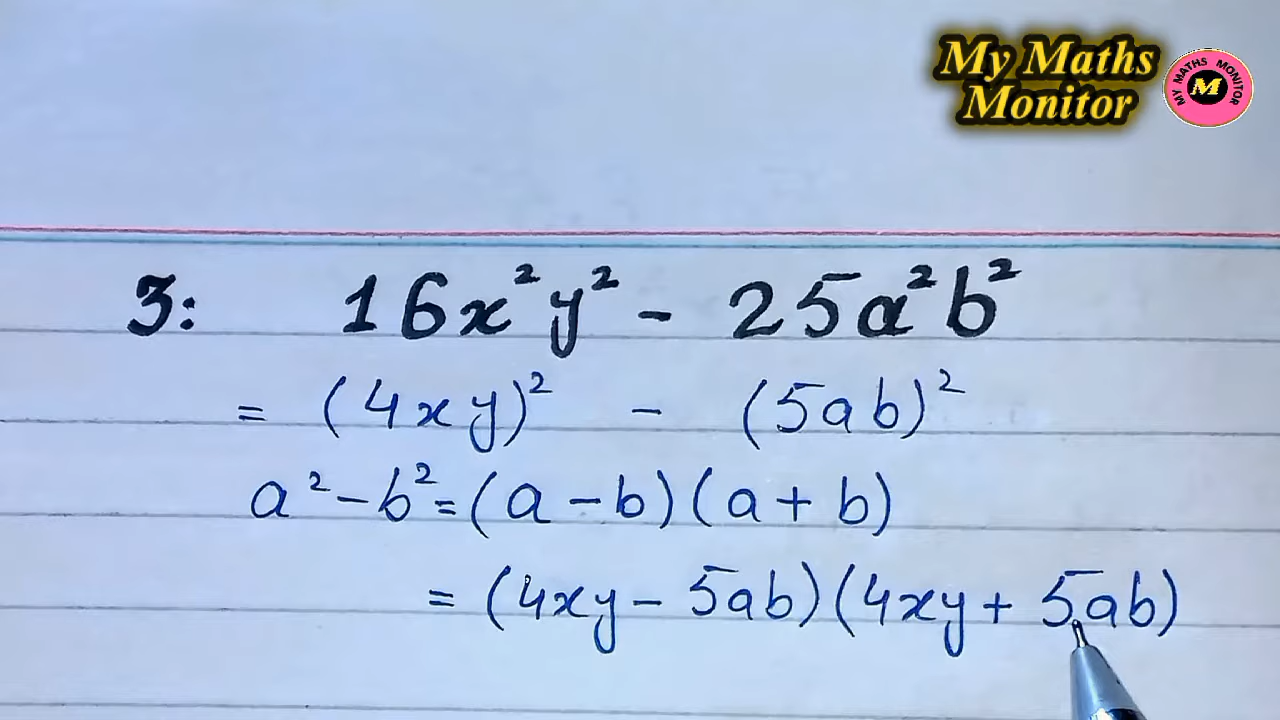 My Maths
Monitor
MY MATHS MONITOR
M
3: 16x²y² - 25a²b²
= (4xy)² - (5ab)²
a² - b² = (a - b)(a + b)
= (4xy - 5ab)(4xy + 5ab)